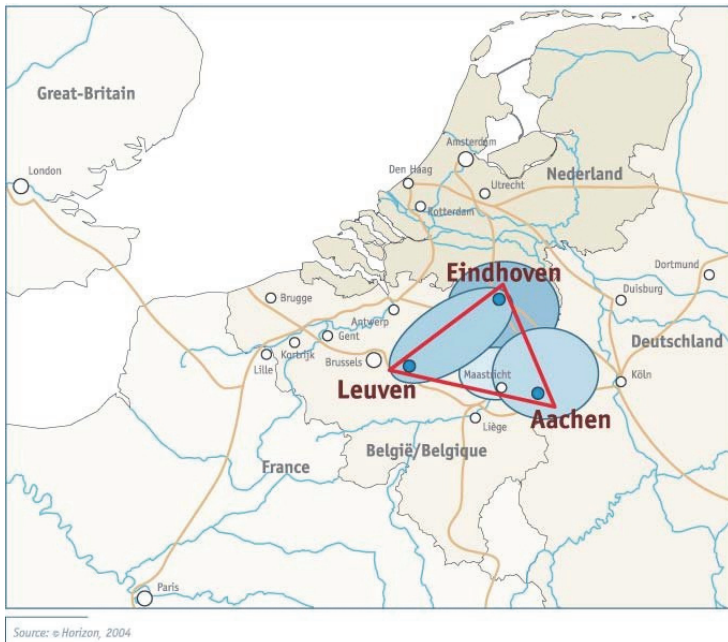 Great-Britain
London
Amsterdam
Den Haag
Utrecht
Nederland
Rotterdam
Eindhoven
Dortmund
Duisburg
Brugge
Antwerp
Gent
Deutschland
Kortrijk
Brussels
Lille
Maastricht
Köln
Leuven
Aachen
Liège
België/Belgique
France
Paris
Source: © Horizon, 2004